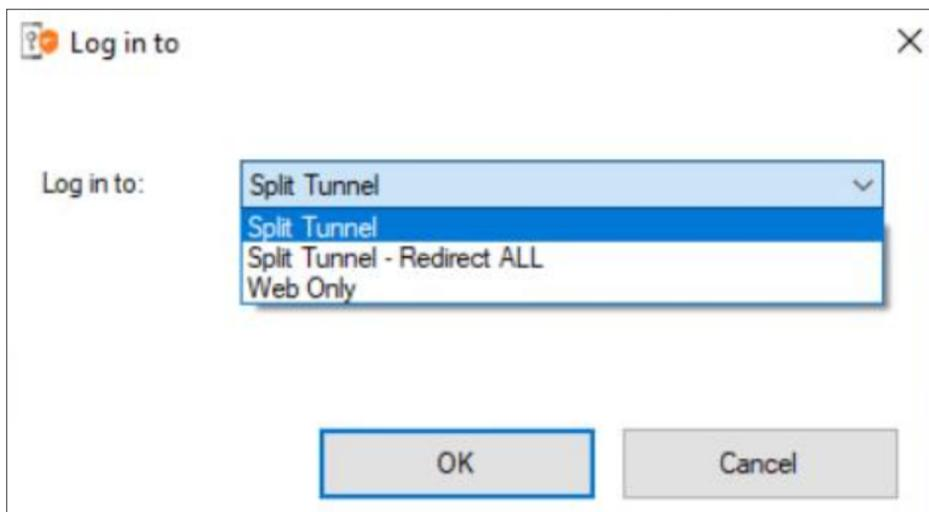 Log in to
Log in to: Split Tunnel
Split Tunnel
Split Tunnel - Redirect ALL
Web Only
OK Cancel